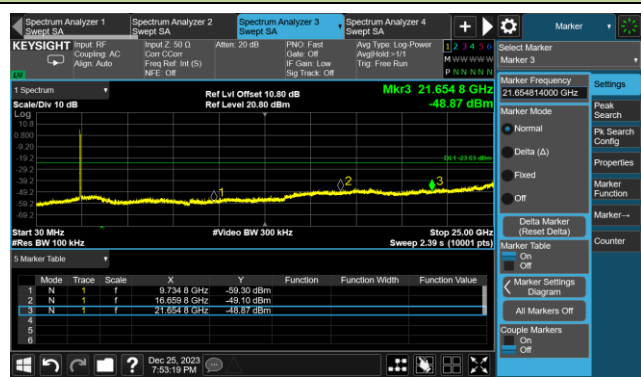 Spectrum Analyzer 1
Swept SA
Spectrum Analyzer 2
Swept SA
Spectrum Analyzer 3
Swept SA
Spectrum Analyzer 4
Swept SA
+
Marker
KEYSIGHT
Input: RF
Coupling: AC
Align: Auto
Input Z: 50 Ω
Corr CCorr
Freq Ref: Int (S)
NFE: Off
Atten: 20 dB
PNO: Fast
Gate: Off
IF Gain: Low
Sig Track: Off
Avg Type: Log-Power
Avg|Hold:>1/1
Trig: Free Run
1 2 3 4 5 6
M W W W W W
P N N N N N
Select Marker
Marker 3
1 Spectrum
Scale/Div 10 dB
Log
Ref Lvl Offset 10.80 dB
Ref Level 20.80 dBm
Mkr3 21.654 8 GHz
-48.87 dBm
10.8
0.800
-9.20
-19.2
-29.2
-39.2
-49.2
-59.2
-69.2
DL1 -23.63 dBm
1
2
3
Start 30 MHz
#Res BW 100 kHz
#Video BW 300 kHz
Stop 25.00 GHz
Sweep 2.39 s (10001 pts)
5 Marker Table
Mode Trace Scale X Y Function Function Width Function Value
1 N 1 f 9.734 8 GHz -59.30 dBm
2 N 1 f 16.659 8 GHz -49.10 dBm
3 N 1 f 21.654 8 GHz -48.87 dBm
4
5
6
Marker Frequency
21.654814000 GHz
Marker Mode
Normal
Delta (Δ)
Fixed
Off
Delta Marker
(Reset Delta)
Marker Table
On
Off
Marker Settings
Diagram
All Markers Off
Couple Markers
On
Off
Settings
Peak
Search
Pk Search
Config
Properties
Marker
Function
Marker→
Counter
?
Dec 25, 2023
7:53:19 PM